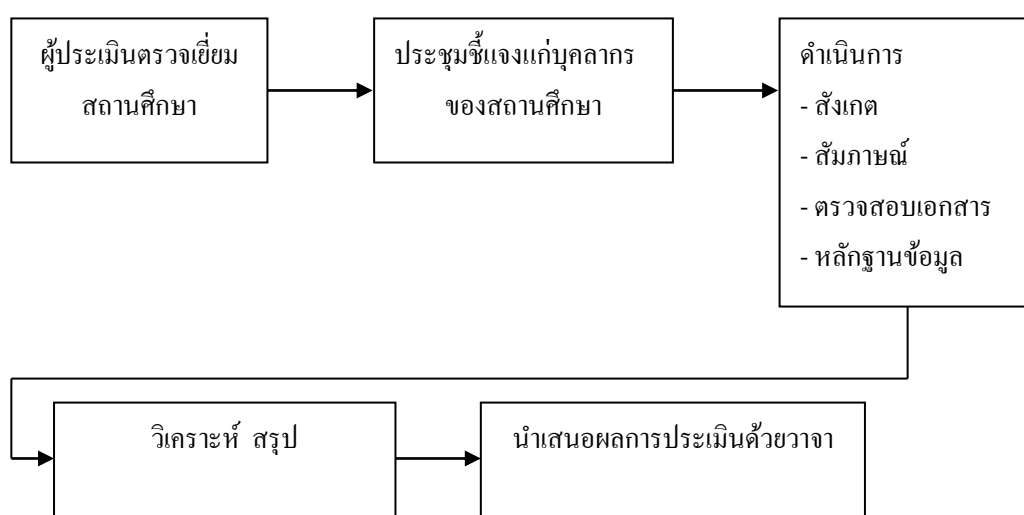 ผู้ประเมินตรวจเยี่ยม
สถานศึกษา
ประชุมชี้แจงแก่บุคลากร
ของสถานศึกษา
ดำเนินการ
- สังเกต
- สัมภาษณ์
- ตรวจสอบเอกสาร
- หลักฐานข้อมูล
วิเคราะห์ สรุป
นำเสนอผลการประเมินด้วยวาจา